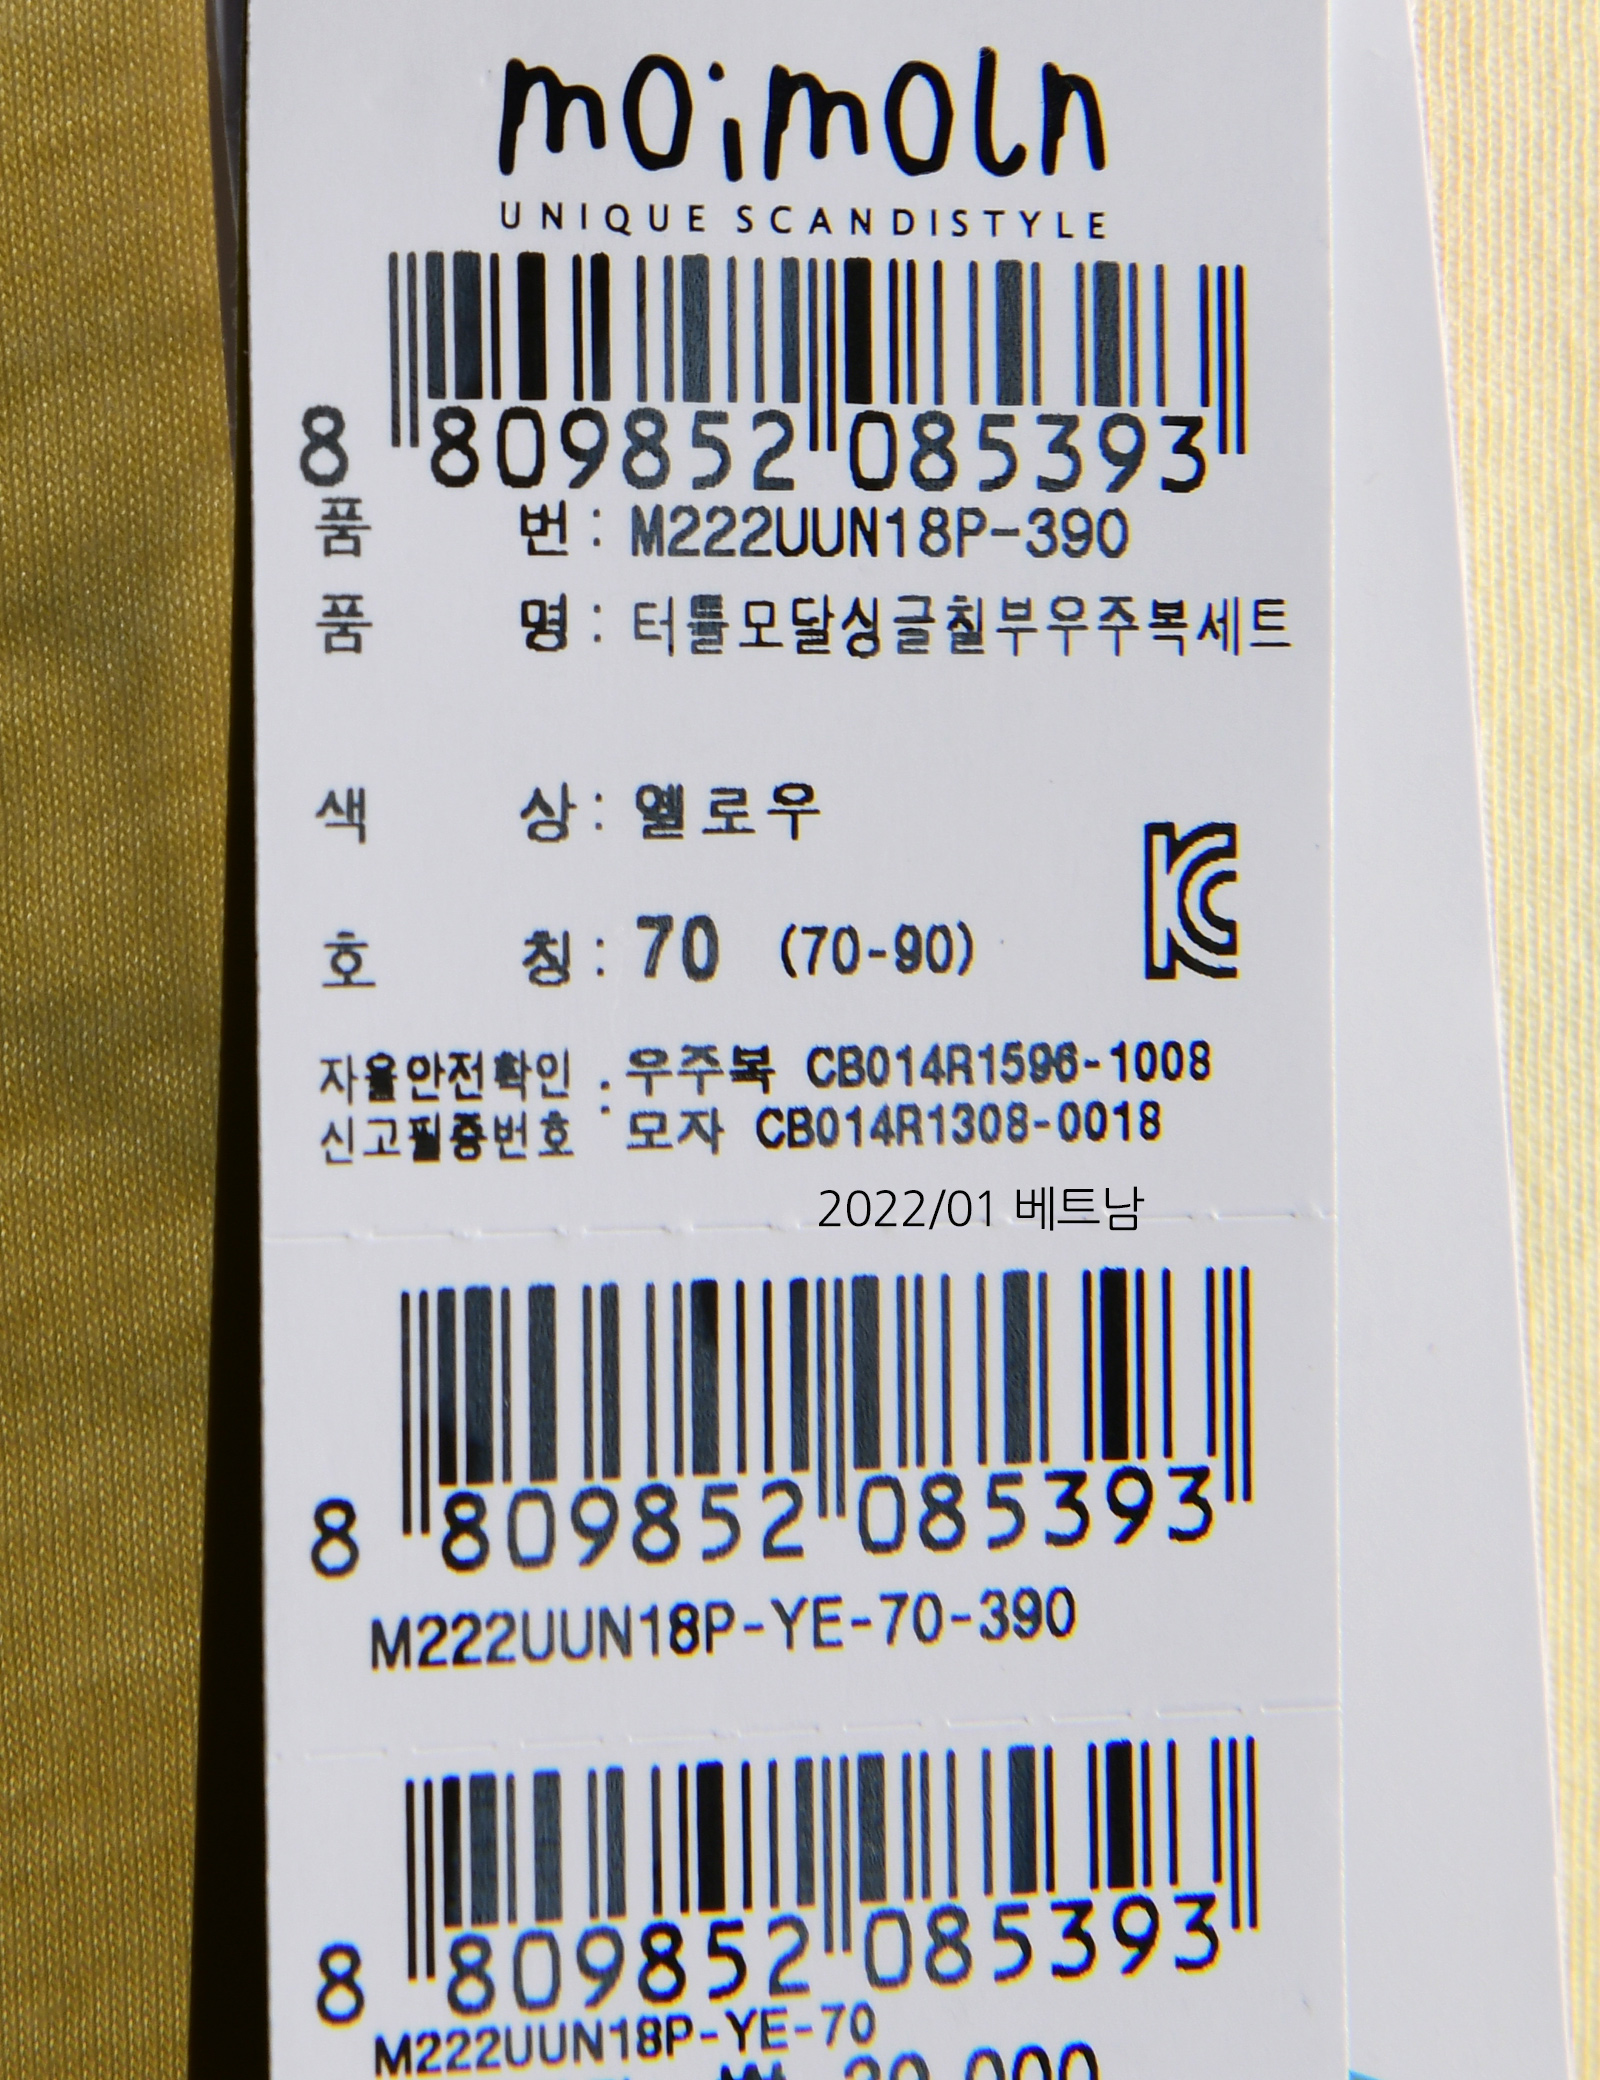 moimoln
UNIQUE SCANDISTYLE
8 809852 085393
품 번 : M222UUN18P-390
품 명 : 터틀모달싱글칠부우주복세트
색 상 : 옐로우
호 칭 : 70 (70-90)
자율안전확인 : 우주복 CB014R1596-1008
신고필증번호 모자 CB014R1308-0018
2022/01 베트남
8 809852 085393
M222UUN18P-YE-70-390
8 809852 085393
M222UUN18P-YE-70